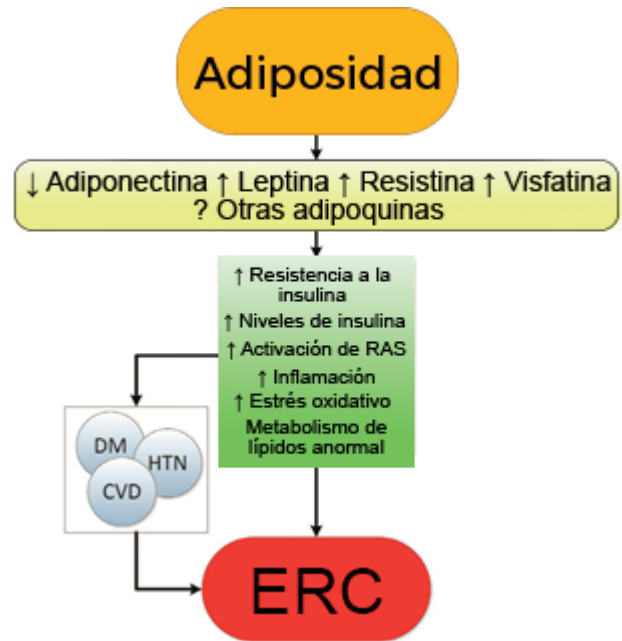 Adiposidad
↓ Adiponectina ↑ Leptina ↑ Resistina ↑ Visfatina
? Otras adipoquinas
↑ Resistencia a la
insulina
↑ Niveles de insulina
↑ Activación de RAS
↑ Inflamación
↑ Estrés oxidativo
Metabolismo de
lípidos anormal
DM
HTN
CVD
ERC